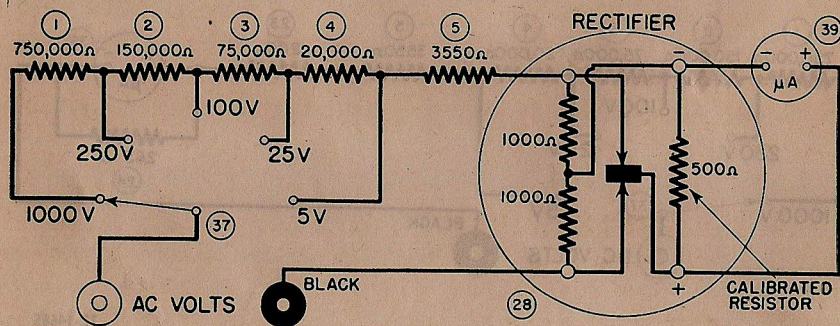 1 2 3 4 5 RECTIFIER 39
750,000Ω 150,000Ω 75,000Ω 20,000Ω 3550Ω
- +
- μA
100V
250V 25V 1000Ω 500Ω
1000Ω
1000V 5V
37
AC VOLTS BLACK 28 + CALIBRATED
RESISTOR